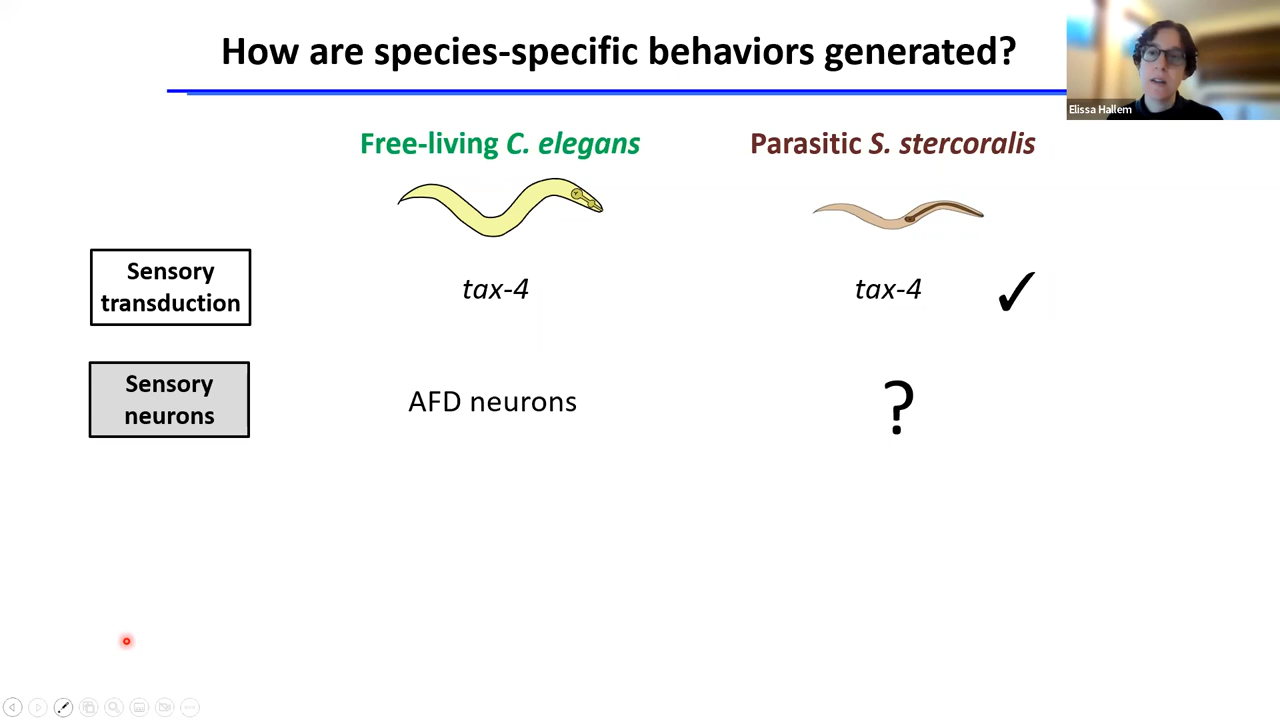 How are species-specific behaviors generated?
Elissa Hallem
Free-living C. elegans
Parasitic S. stercoralis
Sensory
transduction
tax-4
tax-4
✓
Sensory
neurons
AFD neurons
?